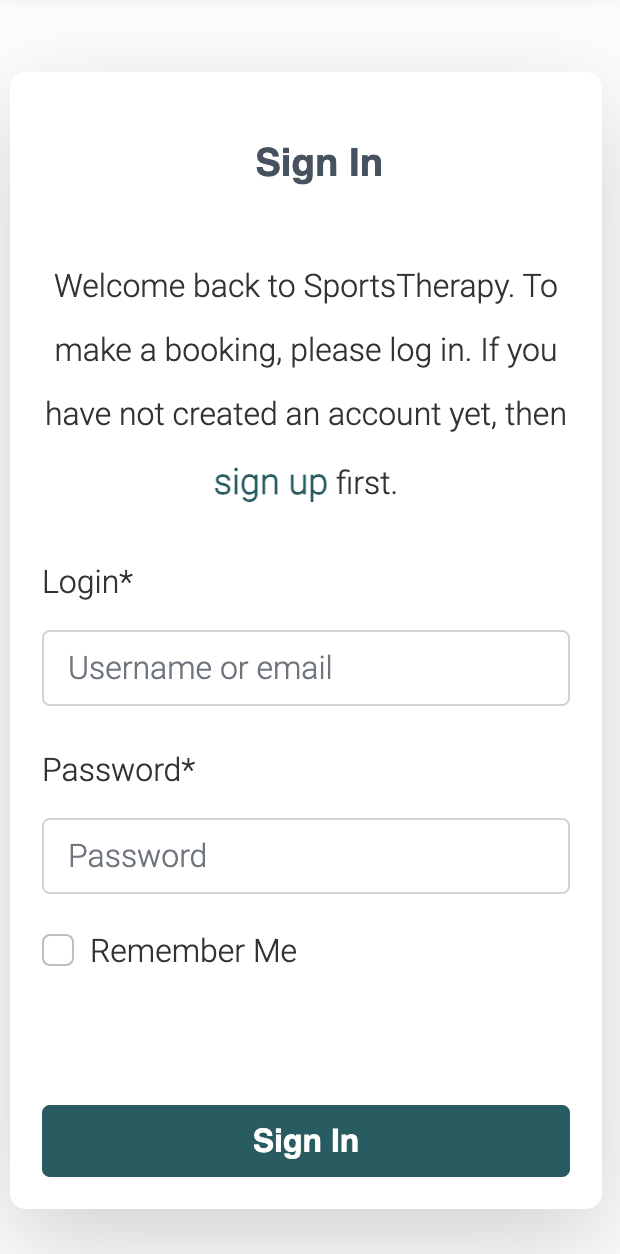 Sign In
Welcome back to SportsTherapy. To
make a booking, please log in. If you
have not created an account yet, then
sign up first.
Login*
Username or email
Password*
Password
Remember Me
Sign In